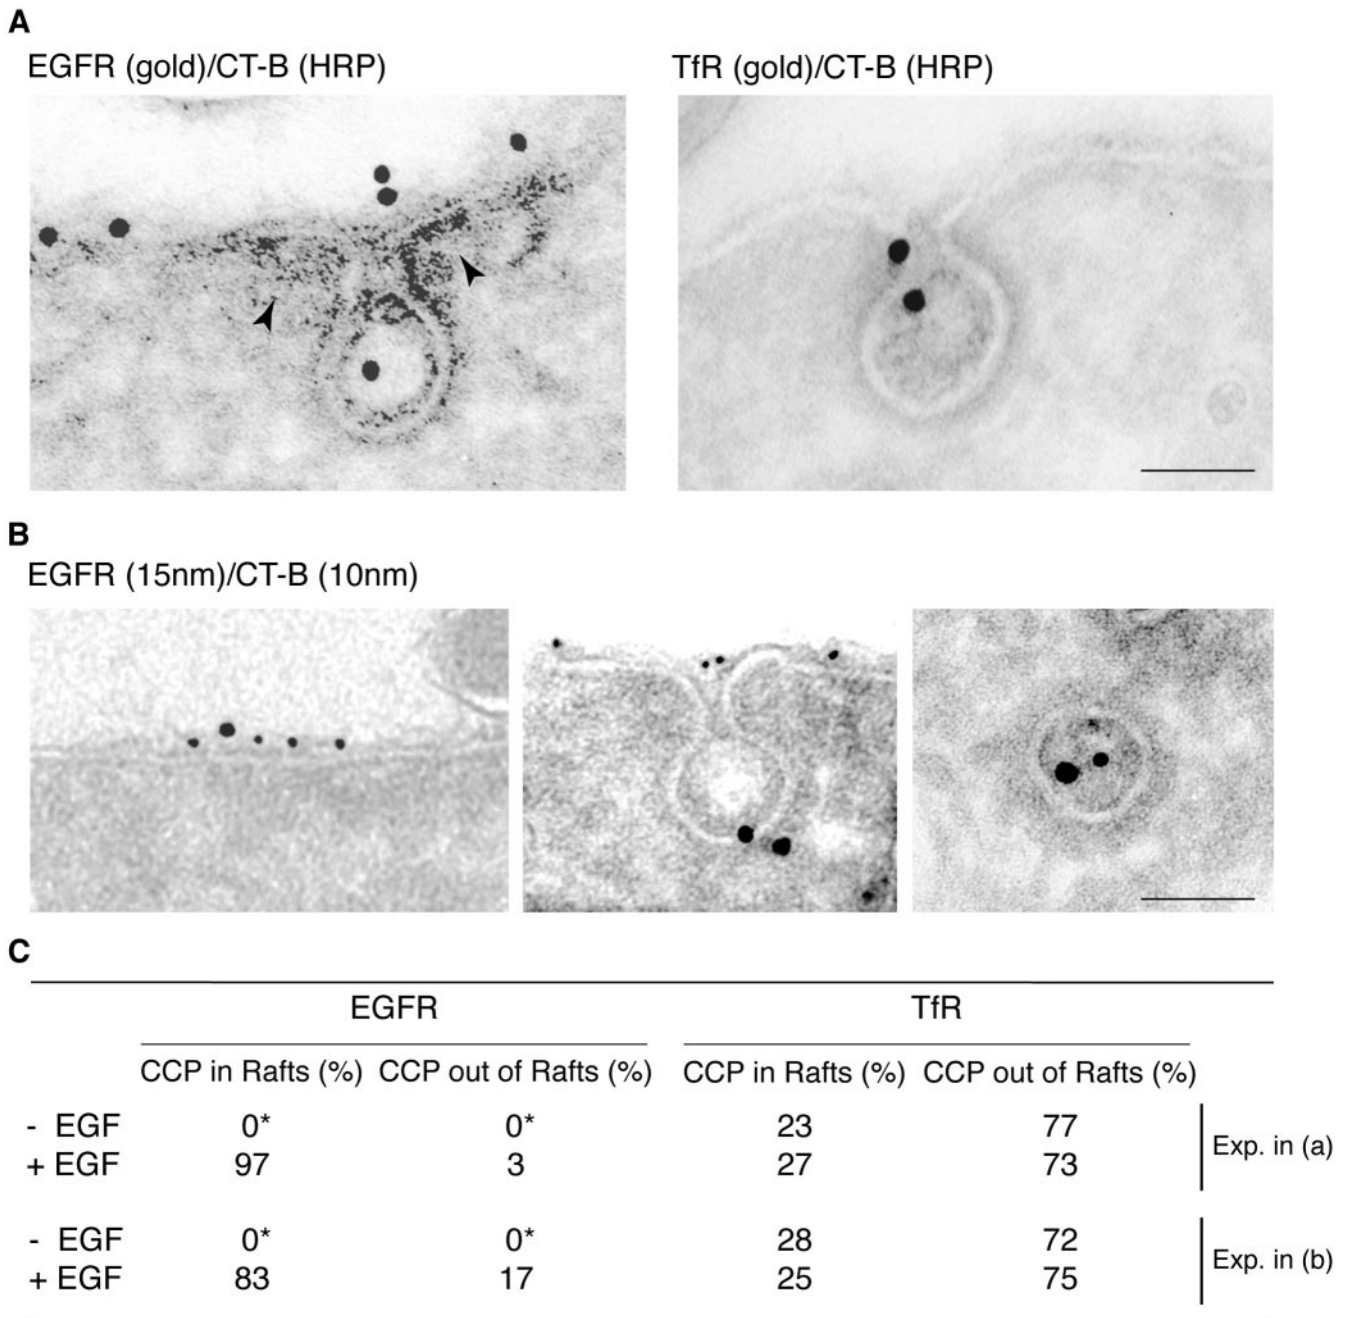 A
EGFR (gold)/CT-B (HRP) TfR (gold)/CT-B (HRP)
B
EGFR (15nm)/CT-B (10nm)
C
EGFR TfR
CCP in Rafts (%) CCP out of Rafts (%) CCP in Rafts (%) CCP out of Rafts (%)
- EGF 0* 0* 23 77
+ EGF 97 3 27 73
Exp. in (a)
- EGF 0* 0* 28 72
+ EGF 83 17 25 75
Exp. in (b)